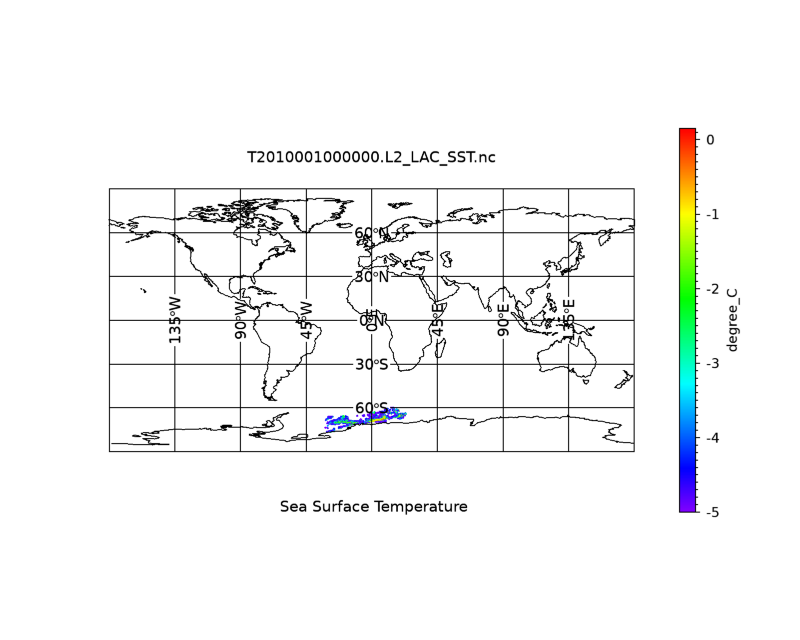 T2010001000000.L2_LAC_SST.nc
60°N
30°N
0°N
30°S
60°S
135°W
90°W
45°W
0°E
45°E
90°E
135°E
0
-1
-2
-3
-4
-5
degree_C
Sea Surface Temperature